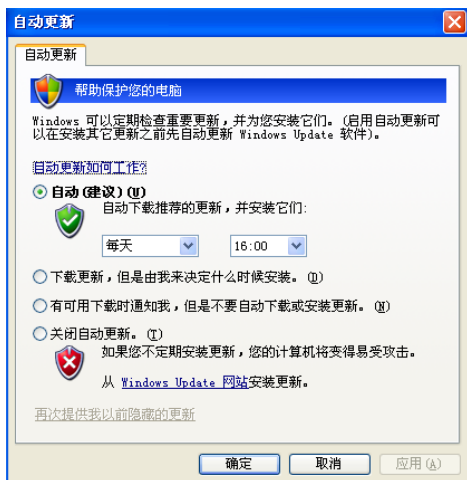 自动更新
自动更新
帮助保护您的电脑
Windows 可以定期检查重要更新，并为您安装它们。(启用自动更新可
以在安装其它更新之前先自动更新 Windows Update 软件)。
自动更新如何工作?
自动(建议)(U)
自动下载推荐的更新，并安装它们:
每天 16:00
下载更新，但是由我来决定什么时候安装。(D)
有可用下载时通知我，但是不要自动下载或安装更新。(N)
关闭自动更新。(T)
如果您不定期安装更新，您的计算机将变得易受攻击。
从 Windows Update 网站安装更新。
再次提供我以前隐藏的更新
确定 取消 应用(A)